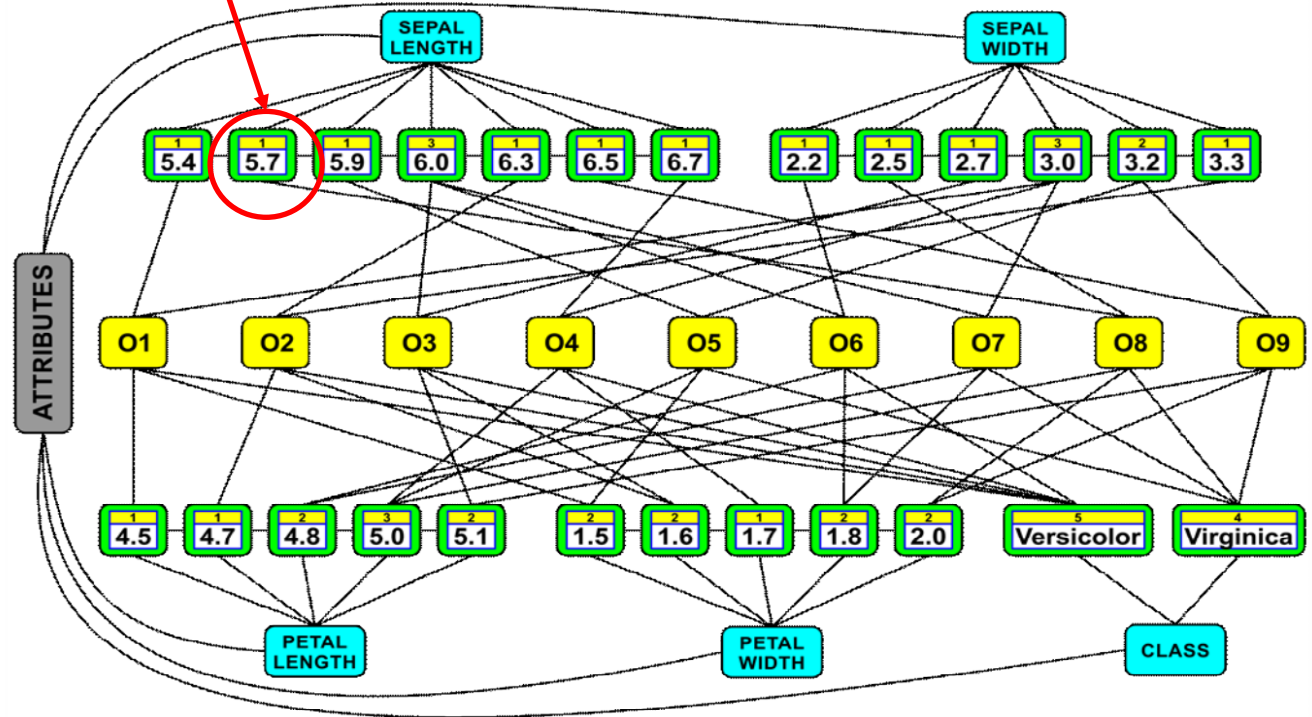 SEPAL
LENGTH
SEPAL
WIDTH
1 1 1 3 1 1 1 1 1 1 3 2 1
5.4 5.7 5.9 6.0 6.3 6.5 6.7 2.2 2.5 2.7 3.0 3.2 3.3
ATTRIBUTES
O1 O2 O3 O4 O5 O6 O7 O8 O9
1 1 2 3 2 2 2 1 2 2 5 4
4.5 4.7 4.8 5.0 5.1 1.5 1.6 1.7 1.8 2.0 Versicolor Virginica
PETAL
LENGTH
PETAL
WIDTH
CLASS